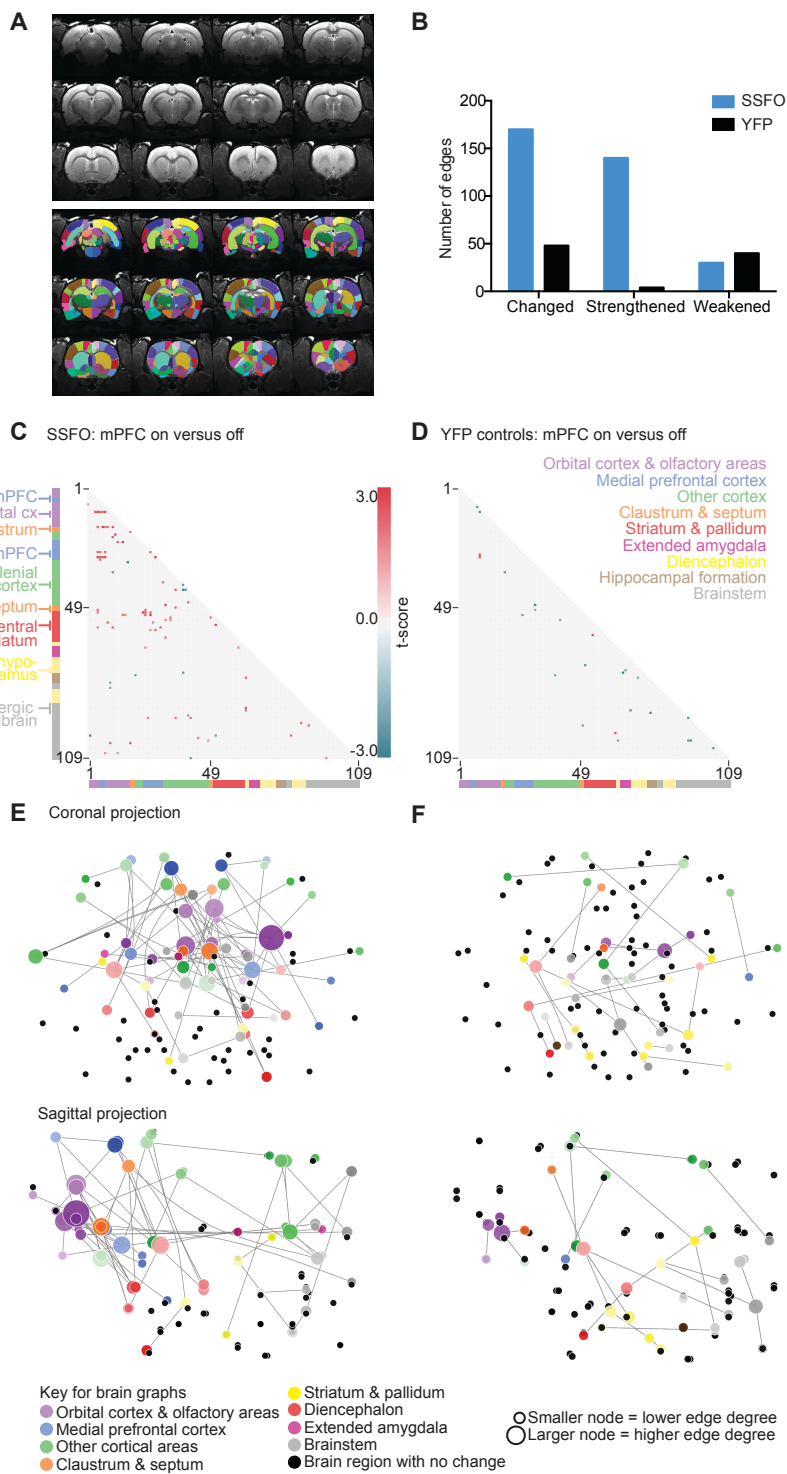 A
B
SSFO
YFP
200
150
100
50
0
Number of edges
Changed
Strengthened
Weakened
C
SSFO: mPFC on versus off
1
49
109
mPFC
tal cx
strum
mPFC
lenial
cortex
eptum
entral
iatum
hypo-
amus
ergic
lbrain
1
49
109
3.0
0.0
-3.0
t-score
D
YFP controls: mPFC on versus off
Orbital cortex & olfactory areas
Medial prefrontal cortex
Other cortex
Claustrum & septum
Striatum & pallidum
Extended amygdala
Diencephalon
Hippocampal formation
Brainstem
1
49
109
1
49
109
E
Coronal projection
F
Sagittal projection
Key for brain graphs
Orbital cortex & olfactory areas
Medial prefrontal cortex
Other cortical areas
Claustrum & septum
Striatum & pallidum
Diencephalon
Extended amygdala
Brainstem
Brain region with no change
Smaller node = lower edge degree
Larger node = higher edge degree